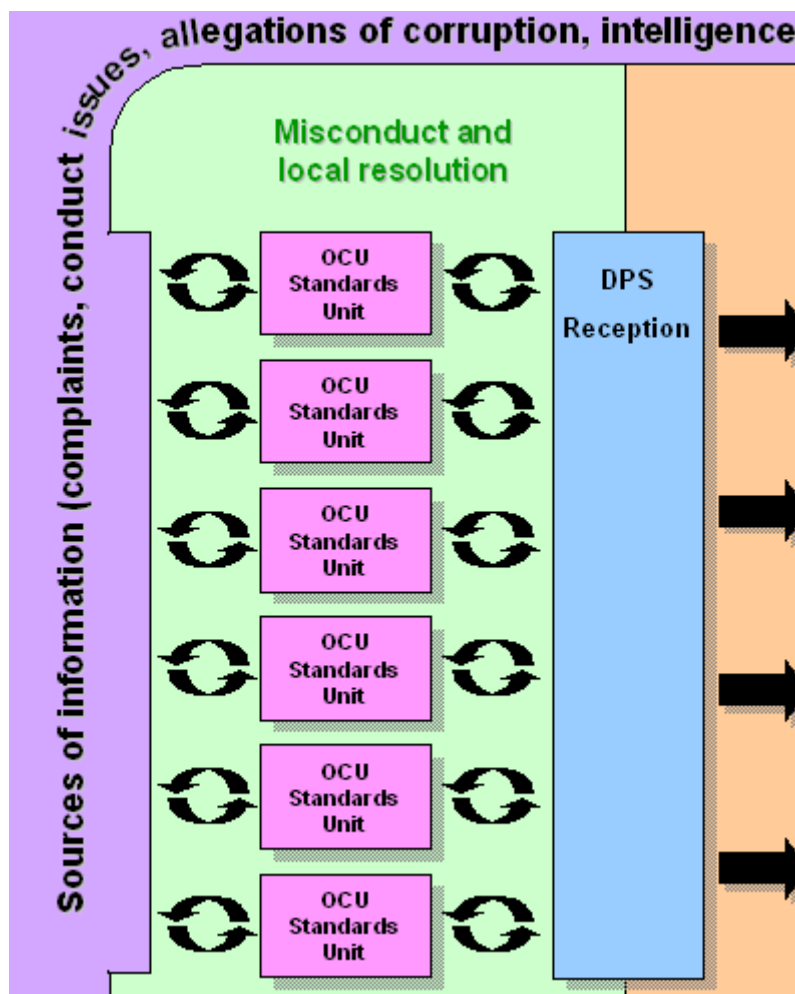 Sources of information (complaints, conduct issues, allegations of corruption, intelligence
Misconduct and
local resolution
OCU
Standards
Unit
DPS
Reception
OCU
Standards
Unit
OCU
Standards
Unit
OCU
Standards
Unit
OCU
Standards
Unit
OCU
Standards
Unit